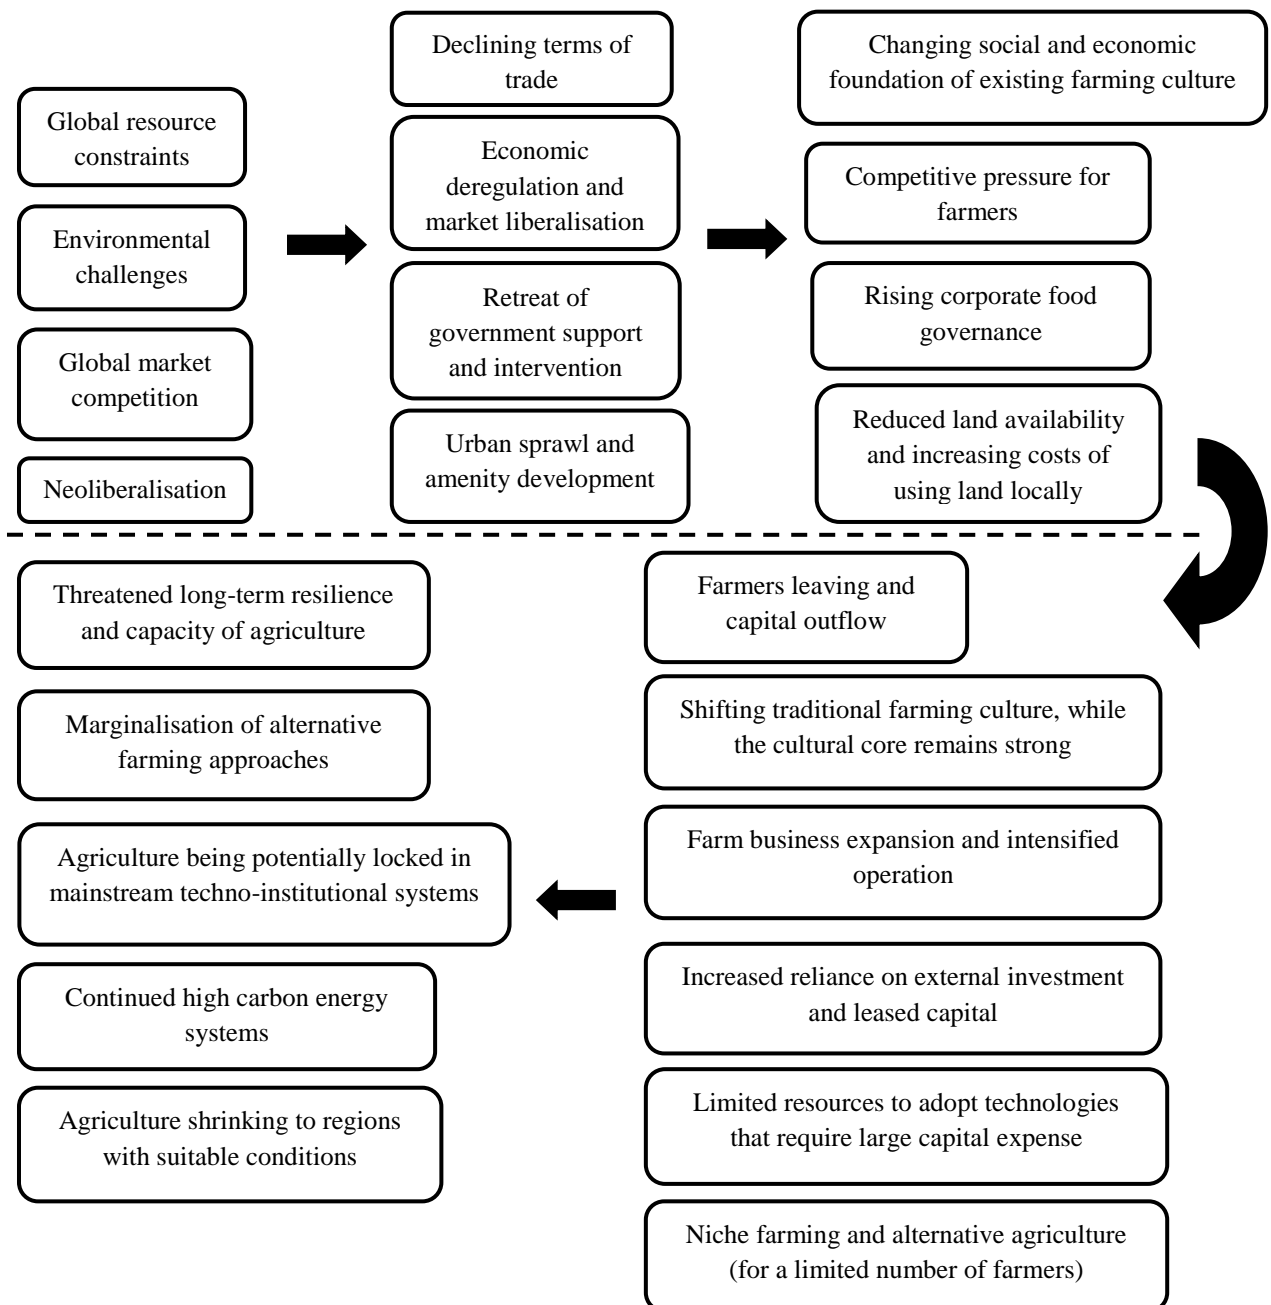 Global resource
constraints
Environmental
challenges
Global market
competition
Neoliberalisation
Declining terms of
trade
Economic
deregulation and
market liberalisation
Retreat of
government support
and intervention
Urban sprawl and
amenity development
Changing social and economic
foundation of existing farming culture
Competitive pressure for
farmers
Rising corporate food
governance
Reduced land availability
and increasing costs of
using land locally
Farmers leaving and
capital outflow
Shifting traditional farming culture, while
the cultural core remains strong
Farm business expansion and intensified
operation
Increased reliance on external investment
and leased capital
Limited resources to adopt technologies
that require large capital expense
Niche farming and alternative agriculture
(for a limited number of farmers)
Threatened long-term resilience
and capacity of agriculture
Marginalisation of alternative
farming approaches
Agriculture being potentially locked in
mainstream techno-institutional systems
Continued high carbon energy
systems
Agriculture shrinking to regions
with suitable conditions